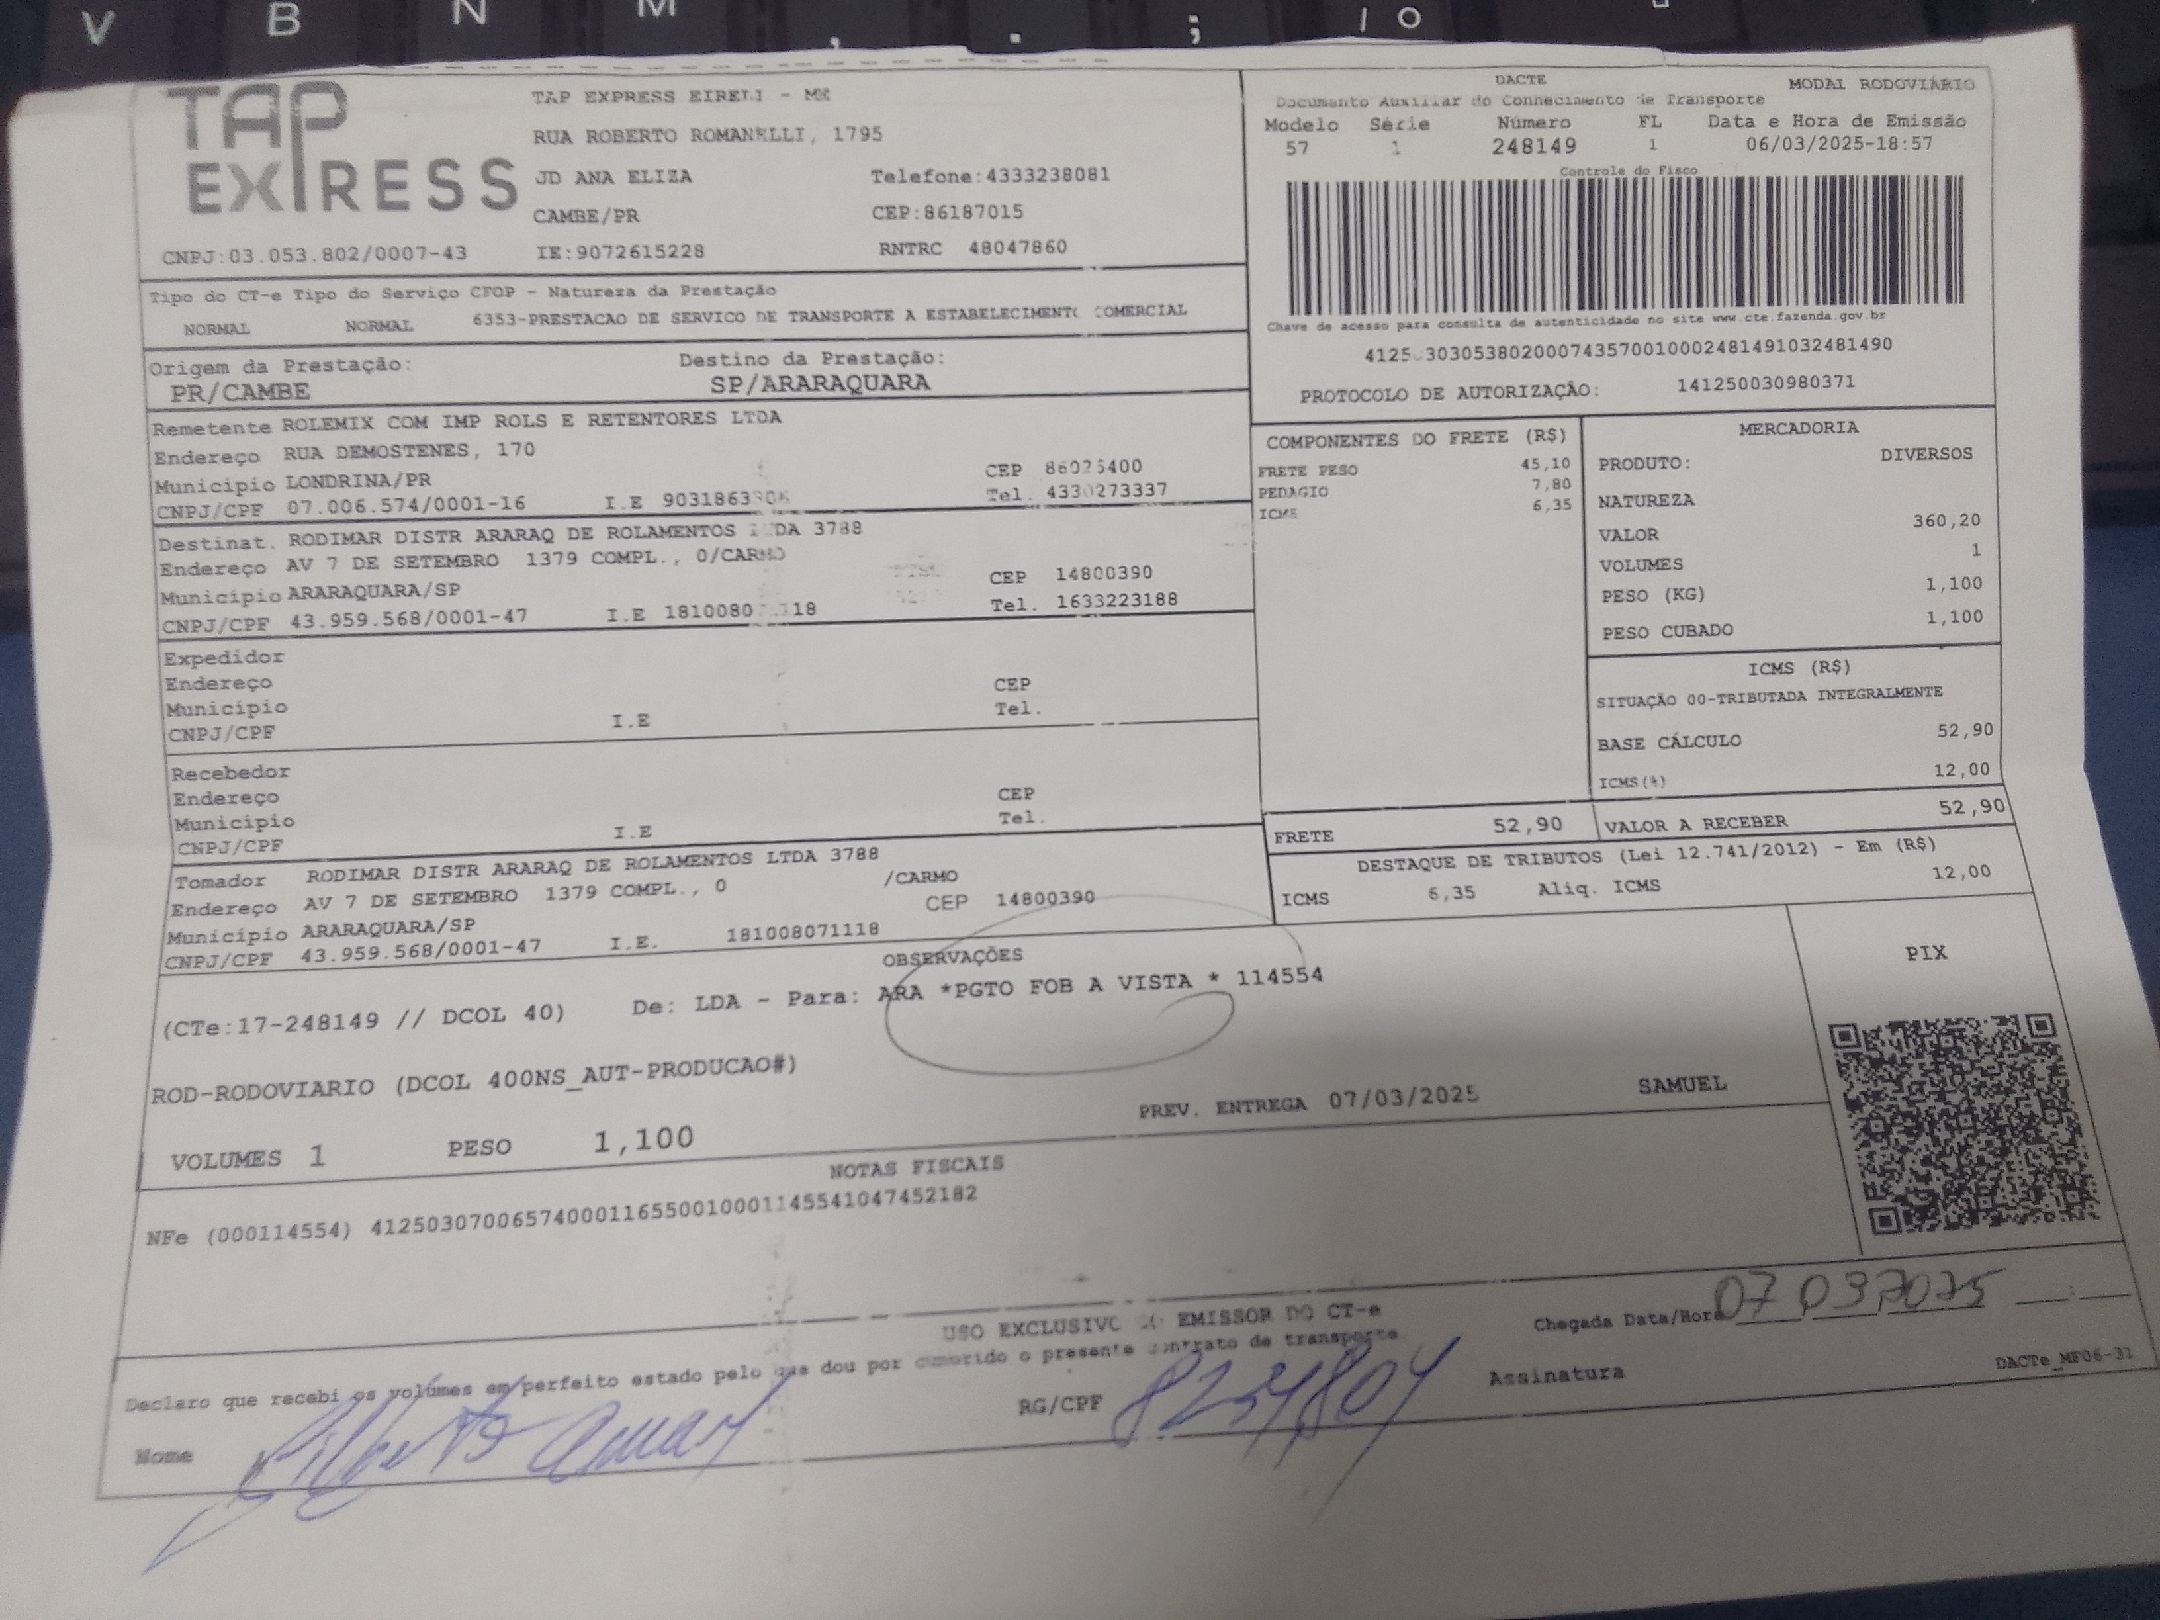 V B N M , . ; / O
TAP
EXPRESS
TAP EXPRESS EIRELI - ME
RUA ROBERTO ROMANELLI, 1795
JD ANA ELIZA Telefone:4333238081
CAMBE/PR CEP:86187015
CNPJ:03.053.802/0007-43 IE:9072615228 RNTRC 48047860
DACTE MODAL RODOVIÁRIO
Documento Auxiliar do Conhecimento de Transporte
Modelo Série Número FL Data e Hora de Emissão
57 1 248149 1 06/03/2025-18:57
Controle do Fisco
Chave de acesso para consulta de autenticidade no site www.cte.fazenda.gov.br
4125 0303053802000743570010002481491032481490
PROTOCOLO DE AUTORIZAÇÃO: 141250030980371
Tipo do CT-e Tipo do Serviço CFOP - Natureza da Prestação
NORMAL NORMAL 6353-PRESTACAO DE SERVICO DE TRANSPORTE A ESTABELECIMENTO COMERCIAL
Origem da Prestação: Destino da Prestação:
PR/CAMBE SP/ARARAQUARA
Remetente ROLEMIX COM IMP ROLS E RETENTORES LTDA
Endereço RUA DEMOSTENES, 170
Município LONDRINA/PR CEP 86025400
CNPJ/CPF 07.006.574/0001-16 I.E Tel. 4330273337
Destinat. RODIMAR DISTR ARARAQ DE ROLAMENTOS LTDA 3788
Endereço AV 7 DE SETEMBRO 1379 COMPL., 0/CARMO
Município ARARAQUARA/SP CEP 14800390
CNPJ/CPF 43.959.568/0001-47 I.E Tel. 1633223188
Expedidor
Endereço
Município CEP
CNPJ/CPF I.E Tel.
Recebedor
Endereço
Município CEP
CNPJ/CPF I.E Tel.
Tomador RODIMAR DISTR ARARAQ DE ROLAMENTOS LTDA 3788
Endereço AV 7 DE SETEMBRO 1379 COMPL., 0 /CARMO
Município ARARAQUARA/SP CEP 14800390
CNPJ/CPF 43.959.568/0001-47 I.E. 181008071118
COMPONENTES DO FRETE (R$)
FRETE PESO 45,10
PEDAGIO 7,80
ICMS 6,35
MERCADORIA
PRODUTO: DIVERSOS
NATUREZA
VALOR 360,20
VOLUMES 1
PESO (KG) 1,100
PESO CUBADO 1,100
ICMS (R$)
SITUAÇÃO 00-TRIBUTADA INTEGRALMENTE
BASE CÁLCULO 52,90
ICMS(%) 12,00
FRETE 52,90 VALOR A RECEBER 52,90
DESTAQUE DE TRIBUTOS (Lei 12.741/2012) - Em (R$)
ICMS 6,35 Aliq. ICMS 12,00
OBSERVAÇÕES
(CTe:17-248149 // DCOL 40) De: LDA - Para: ARA *PGTO FOB A VISTA * 114554
ROD-RODOVIARIO (DCOL 400NS_AUT-PRODUCAO#)
PREV. ENTREGA 07/03/2025 SAMUEL
VOLUMES 1 PESO 1,100
PIX
NOTAS FISCAIS
NFe (000114554) 41250307006574000116550010001145541047452182
USO EXCLUSIVO DO EMISSOR DO CT-e
Declaro que recebi os volumes em perfeito estado pelo que dou por cumprido o presente contrato de transporte
Chegada Data/Hora 07 03 2025
Nome RG/CPF Assinatura
DACTe_MF06-31